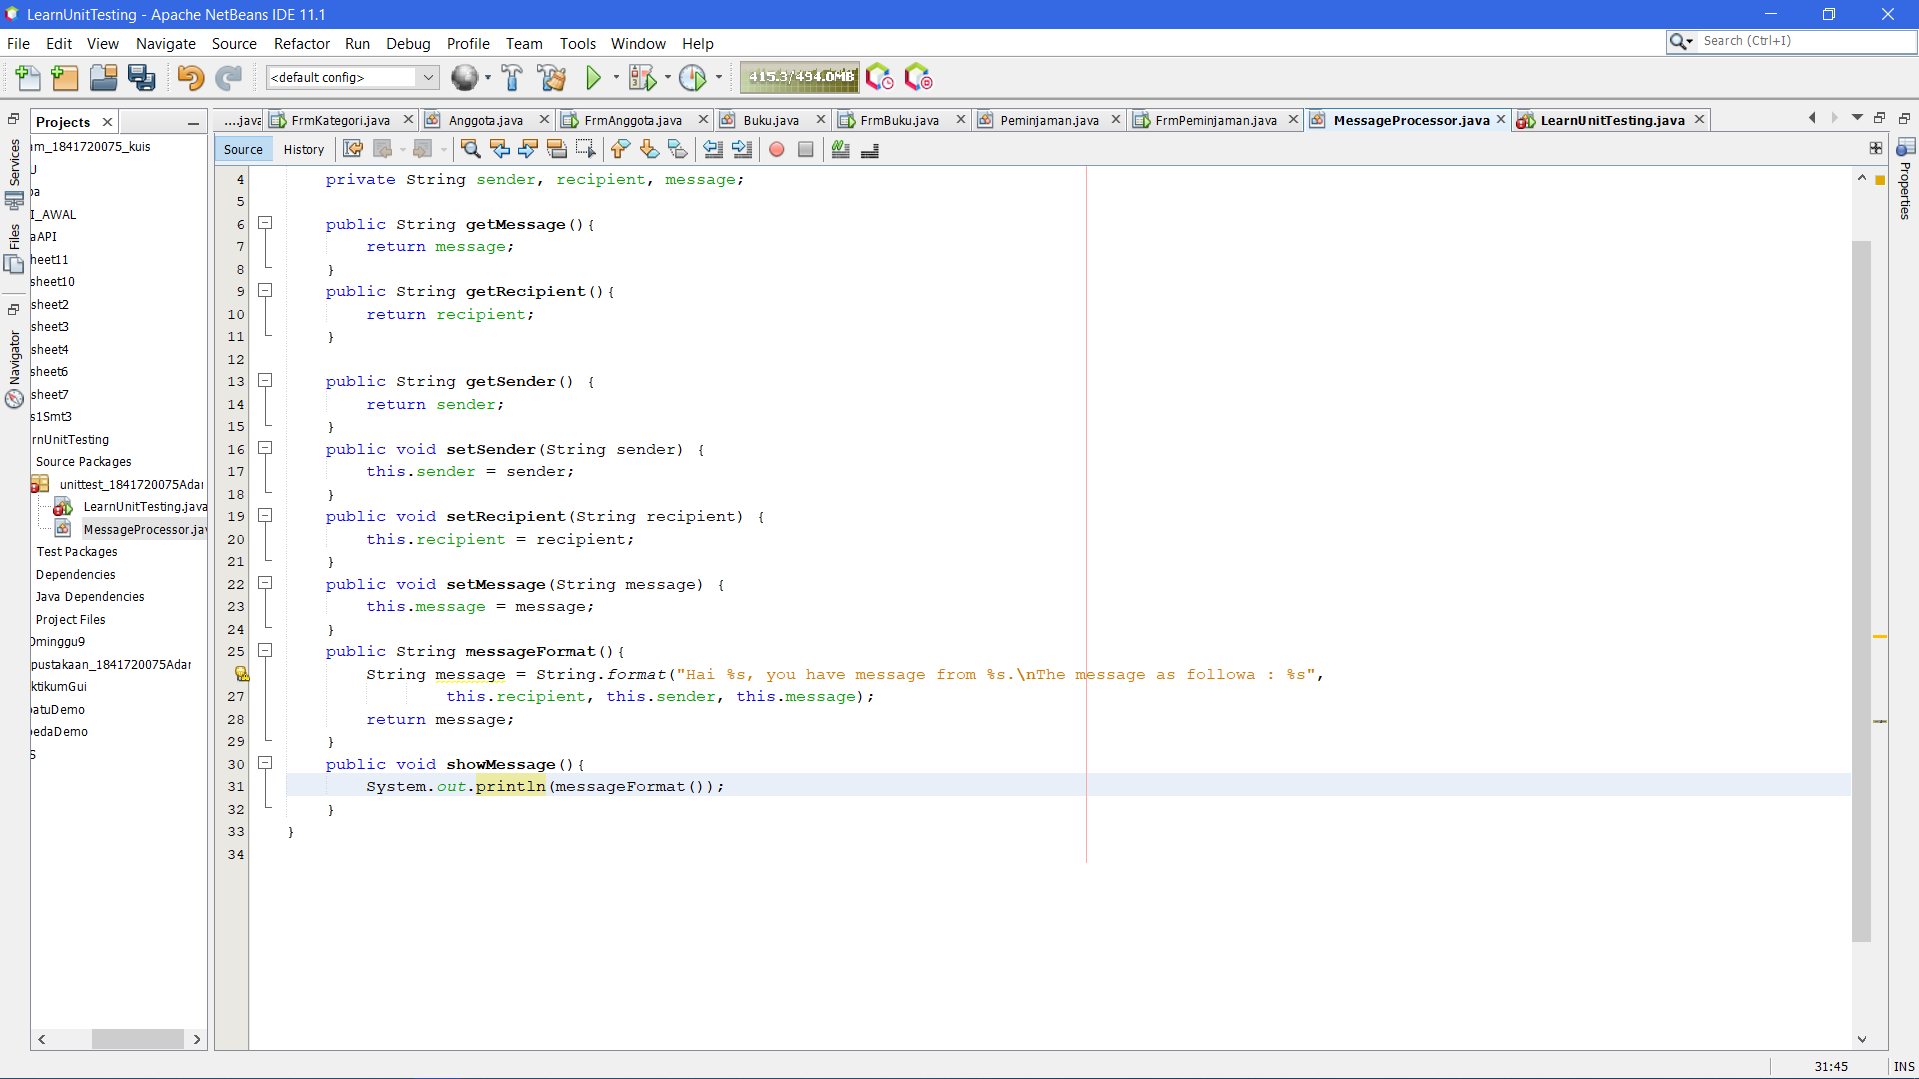 LearnUnitTesting - Apache NetBeans IDE 11.1
File Edit View Navigate Source Refactor Run Debug Profile Team Tools Window Help
Search (Ctrl+I)
<default config>
415.3/494.0MB
Projects
....java FrmKategori.java Anggota.java FrmAnggota.java Buku.java FrmBuku.java Peminjaman.java FrmPeminjaman.java MessageProcessor.java LearnUnitTesting.java
Source History
Services
Files
Navigator
Properties
am_1841720075_kuis
U
ba
I_AWAL
aAPI
heet11
sheet10
sheet2
sheet3
sheet4
sheet6
sheet7
s1Smt3
rnUnitTesting
Source Packages
unittest_1841720075Adar
LearnUnitTesting.java
MessageProcessor.jav
Test Packages
Dependencies
Java Dependencies
Project Files
Ominggu9
pustakaan_1841720075Adar
ktikumGui
patuDemo
pedaDemo
S
4 private String sender, recipient, message;
5
6 public String getMessage(){
7 return message;
8 }
9 public String getRecipient(){
10 return recipient;
11 }
12
13 public String getSender() {
14 return sender;
15 }
16 public void setSender(String sender) {
17 this.sender = sender;
18 }
19 public void setRecipient(String recipient) {
20 this.recipient = recipient;
21 }
22 public void setMessage(String message) {
23 this.message = message;
24 }
25 public String messageFormat(){
String message = String.format("Hai %s, you have message from %s.\nThe message as followa : %s",
27 this.recipient, this.sender, this.message);
28 return message;
29 }
30 public void showMessage(){
31 System.out.println(messageFormat());
32 }
33 }
34
31:45 INS